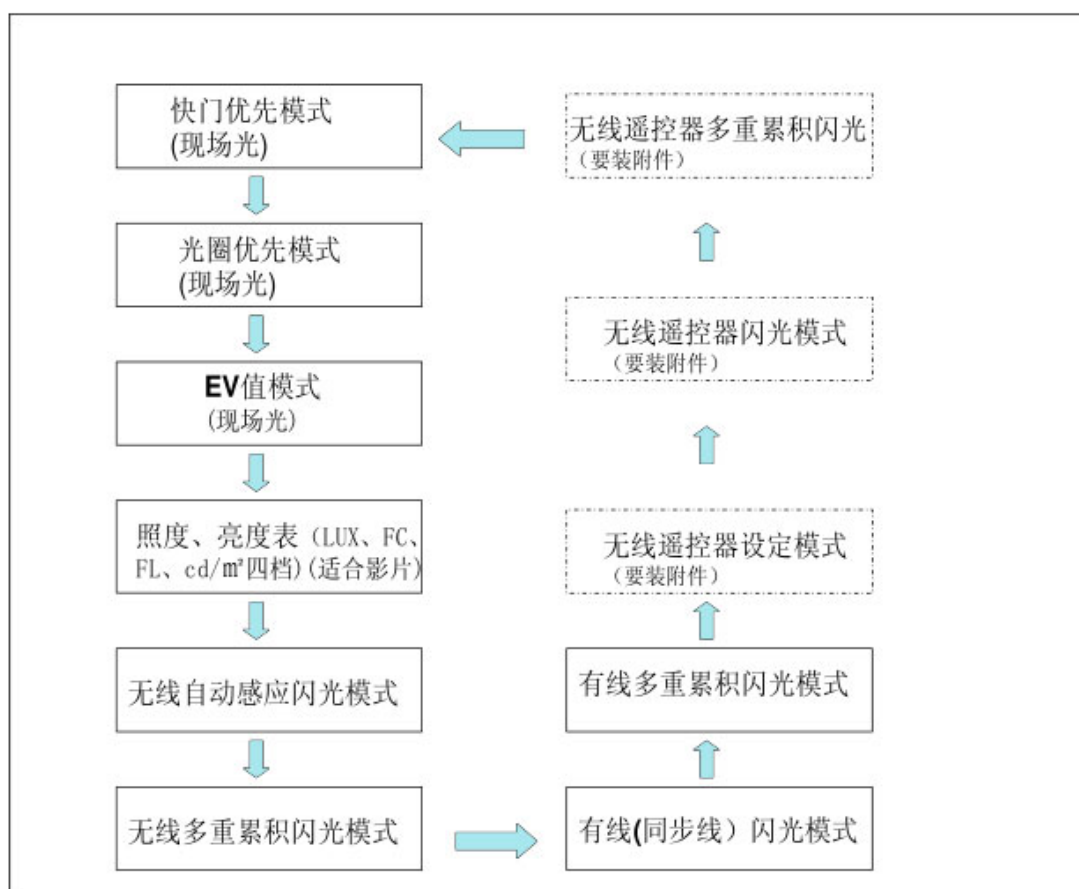 快门优先模式
(现场光)
光圈优先模式
(现场光)
EV值模式
(现场光)
照度、亮度表（LUX、FC、
FL、cd/㎡四档)(适合影片)
无线自动感应闪光模式
无线多重累积闪光模式
有线(同步线）闪光模式
有线多重累积闪光模式
无线遥控器设定模式
（要装附件）
无线遥控器闪光模式
（要装附件）
无线遥控器多重累积闪光
（要装附件）